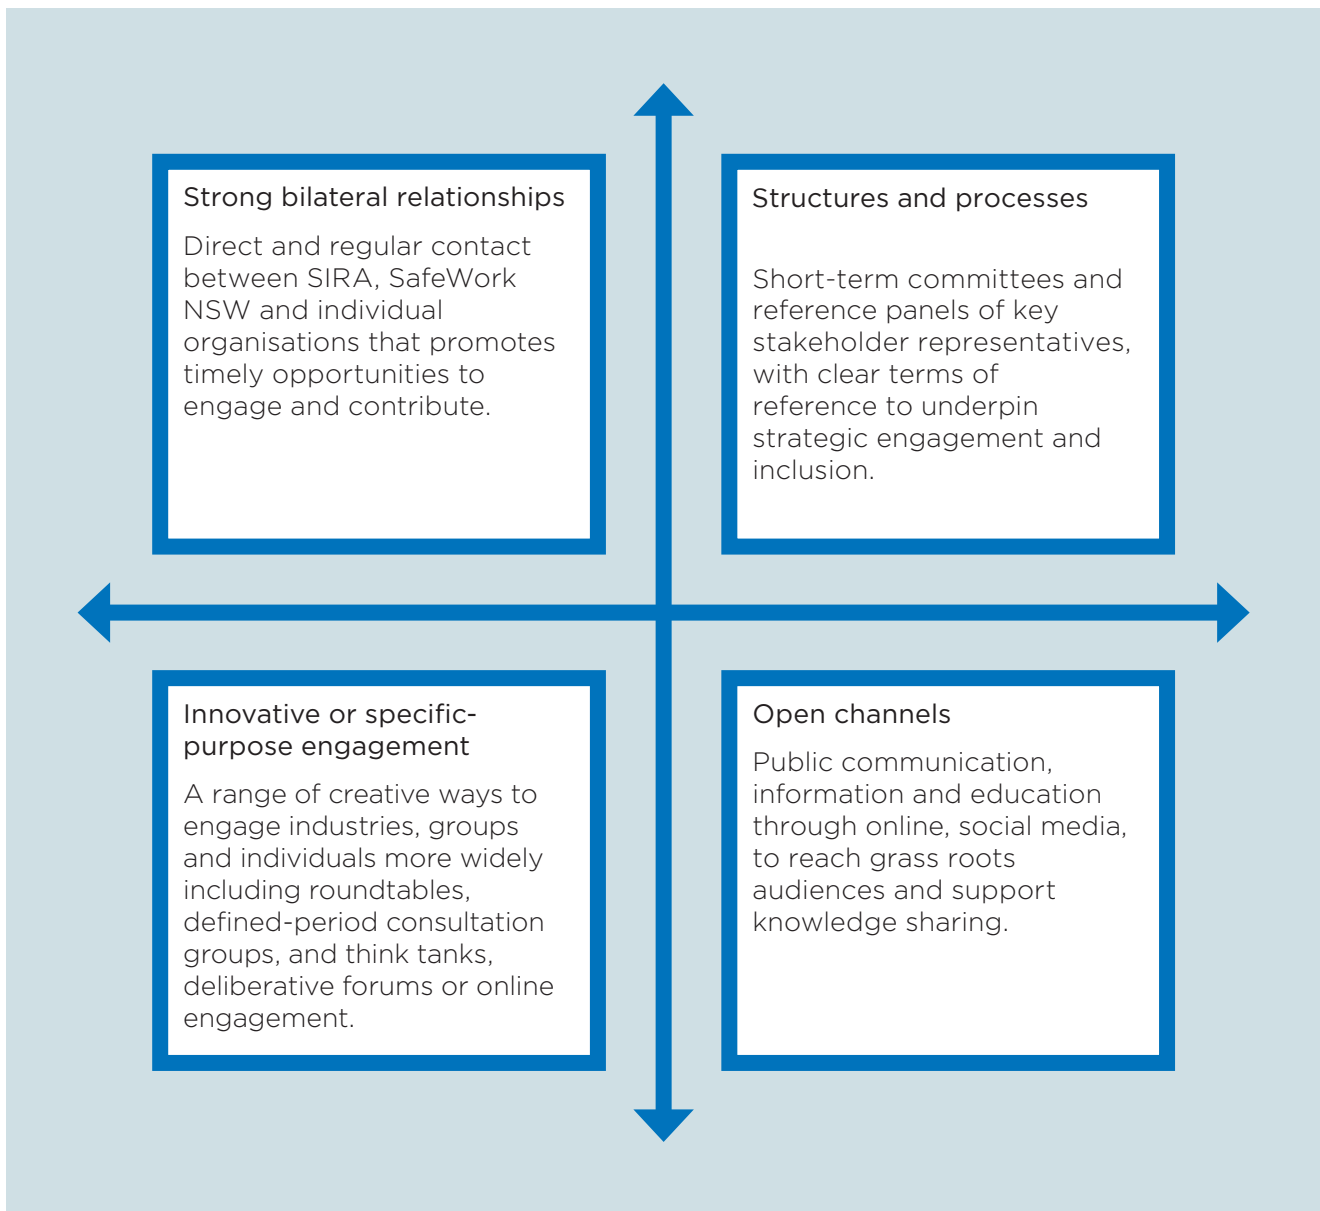 Strong bilateral relationships
Direct and regular contact
between SIRA, SafeWork
NSW and individual
organisations that promotes
timely opportunities to
engage and contribute.
Structures and processes
Short-term committees and
reference panels of key
stakeholder representatives,
with clear terms of
reference to underpin
strategic engagement and
inclusion.
Innovative or specific-
purpose engagement
A range of creative ways to
engage industries, groups
and individuals more widely
including roundtables,
defined-period consultation
groups, and think tanks,
deliberative forums or online
engagement.
Open channels
Public communication,
information and education
through online, social media,
to reach grass roots
audiences and support
knowledge sharing.